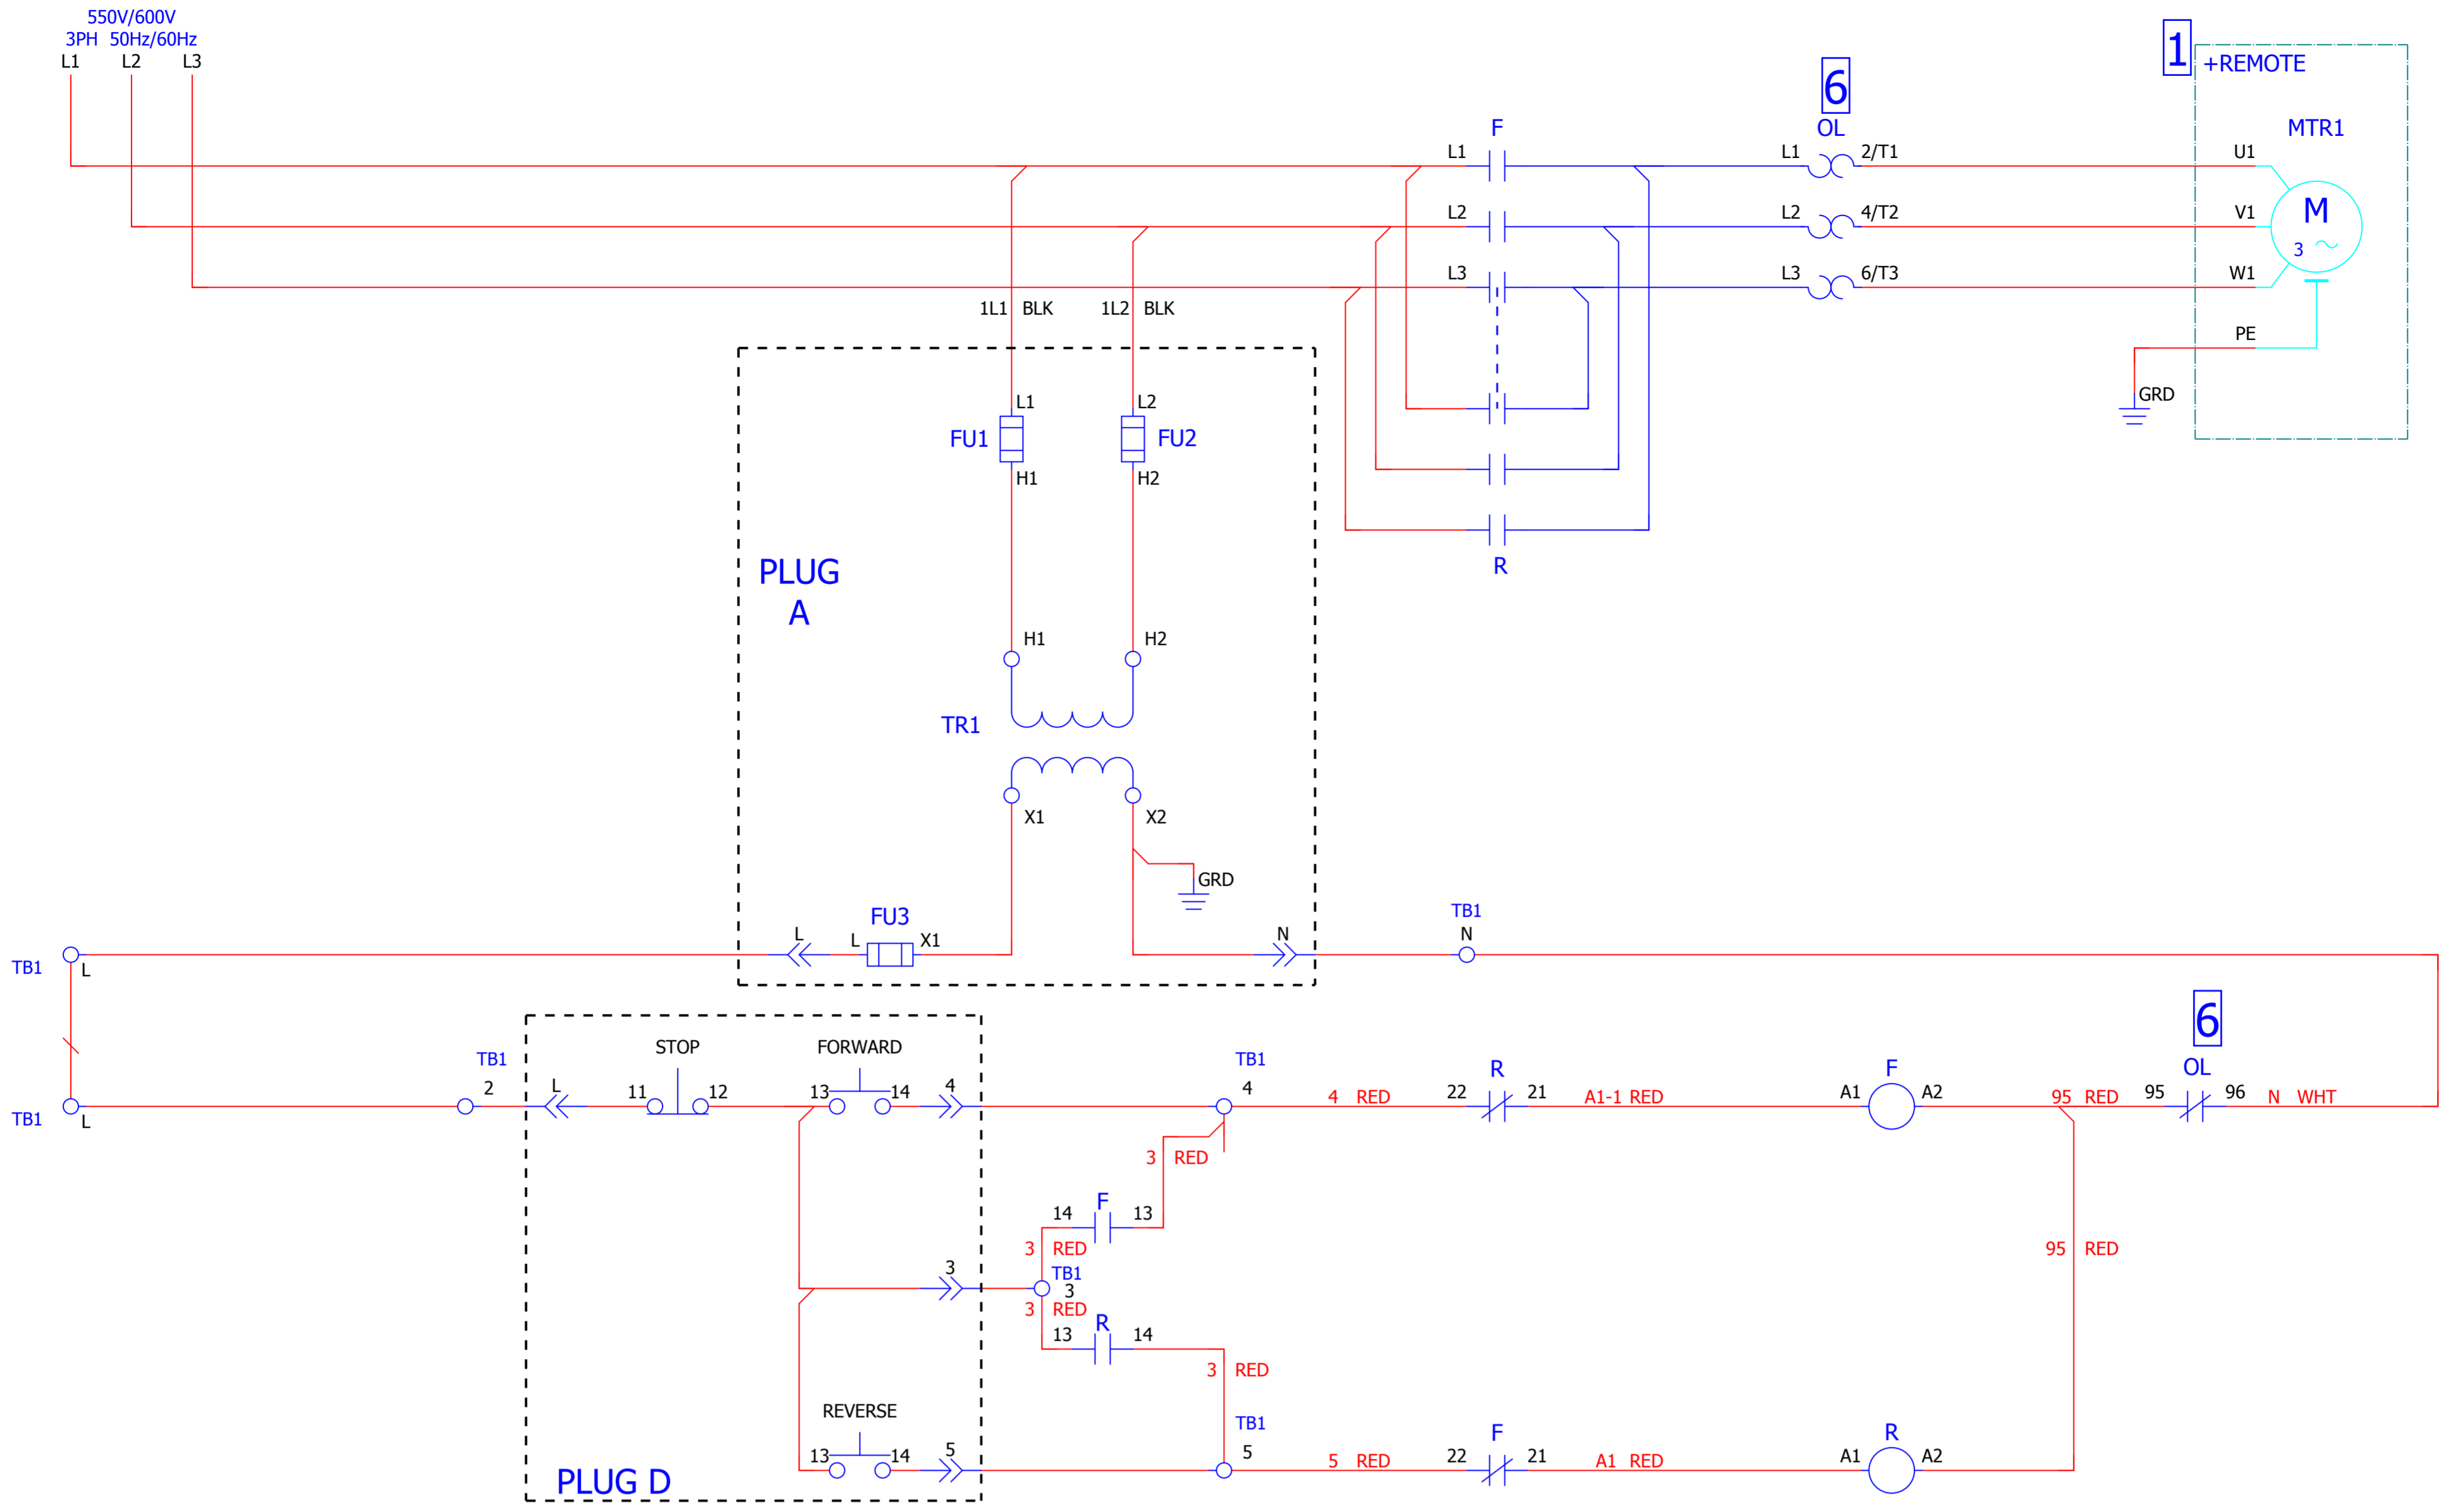 550V/600V
3PH 50Hz/60Hz
L1 L2 L3
1
+REMOTE
6
OL
F
MTR1
L1
L1
2/T1
U1
M
3
L2
L2
4/T2
V1
L3
L3
6/T3
W1
1L1 BLK
1L2 BLK
PE
GRD
L1
L2
FU1
FU2
H1
H2
PLUG
A
R
H1
H2
TR1
X1
X2
GRD
FU3
L
L
X1
N
TB1
N
TB1
L
6
OL
TB1
L
TB1
2
L
STOP
11
12
FORWARD
13
14
4
TB1
4
4 RED
R
22
21
A1-1 RED
F
A1
A2
95 RED
95
96
N WHT
3 RED
F
14
13
3 RED
3
TB1
3
3 RED
R
13
14
3 RED
95 RED
REVERSE
13
14
5
TB1
5
5 RED
F
22
21
A1 RED
R
A1
A2
PLUG D